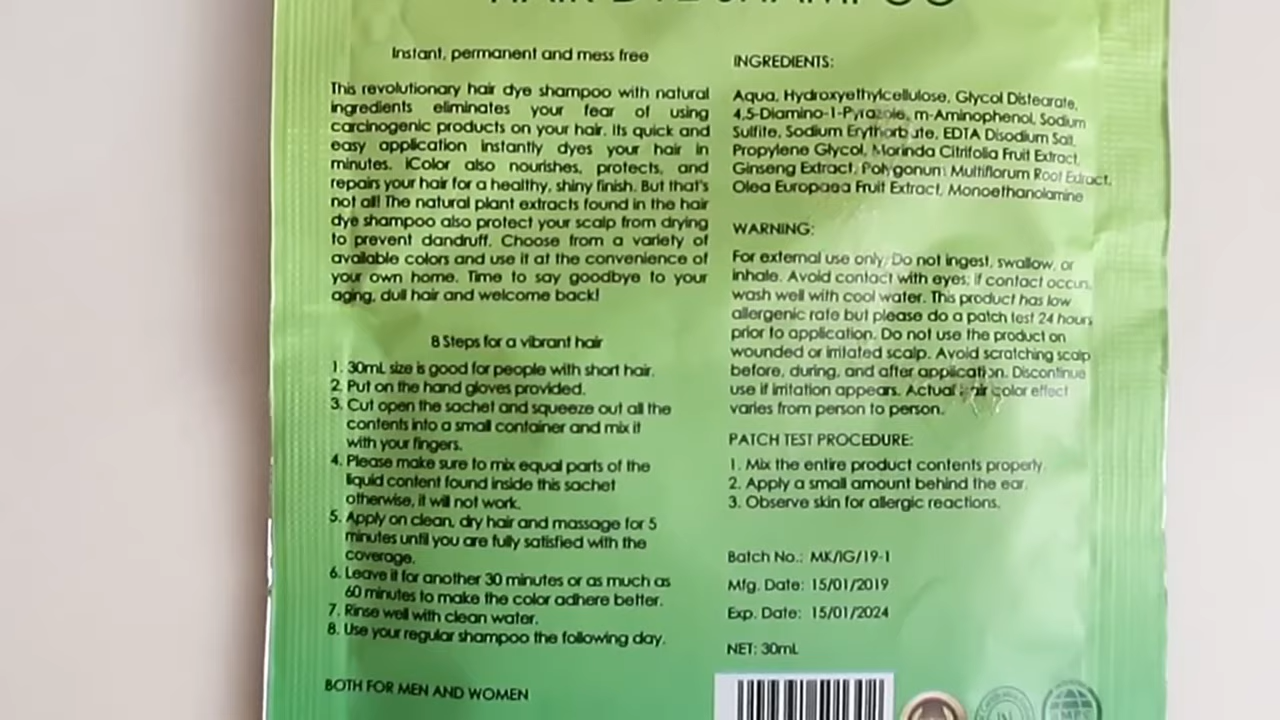 HAIR DYE SHAMPOO
Instant, permanent and mess free
This revolutionary hair dye shampoo with natural
ingredients eliminates your fear of using
carcinogenic products on your hair. Its quick and
easy application instantly dyes your hair in
minutes. iColor also nourishes, protects, and
repairs your hair for a healthy, shiny finish. But that's
not all! The natural plant extracts found in the hair
dye shampoo also protect your scalp from drying
to prevent dandruff. Choose from a variety of
available colors and use it at the convenience of
your own home. Time to say goodbye to your
aging, dull hair and welcome back!
8 Steps for a vibrant hair
1. 30mL size is good for people with short hair.
2. Put on the hand gloves provided.
3. Cut open the sachet and squeeze out all the
contents into a small container and mix it
with your fingers.
4. Please make sure to mix equal parts of the
liquid content found inside this sachet
otherwise, it will not work.
5. Apply on clean, dry hair and massage for 5
minutes until you are fully satisfied with the
coverage.
6. Leave it for another 30 minutes or as much as
60 minutes to make the color adhere better.
7. Rinse well with clean water.
8. Use your regular shampoo the following day.
BOTH FOR MEN AND WOMEN
INGREDIENTS:
Aqua, Hydroxyethylcellulose, Glycol Distearate,
4,5-Diamino-1-Pyrazole, m-Aminophenol, Sodium
Sulfite, Sodium Erythorbate, EDTA Disodium Salt,
Propylene Glycol, Morinda Citrifolia Fruit Extract,
Ginseng Extract, Polygonum Multiflorum Root Extract,
Olea Europaea Fruit Extract, Monoethanolamine
WARNING:
For external use only. Do not ingest, swallow, or
inhale. Avoid contact with eyes; if contact occurs,
wash well with cool water. This product has low
allergenic rate but please do a patch test 24 hours
prior to application. Do not use the product on
wounded or irritated scalp. Avoid scratching scalp
before, during, and after application. Discontinue
use if irritation appears. Actual hair color effect
varies from person to person.
PATCH TEST PROCEDURE:
1. Mix the entire product contents properly.
2. Apply a small amount behind the ear.
3. Observe skin for allergic reactions.
Batch No.: MK/IG/19-1
Mfg. Date: 15/01/2019
Exp. Date: 15/01/2024
NET: 30mL